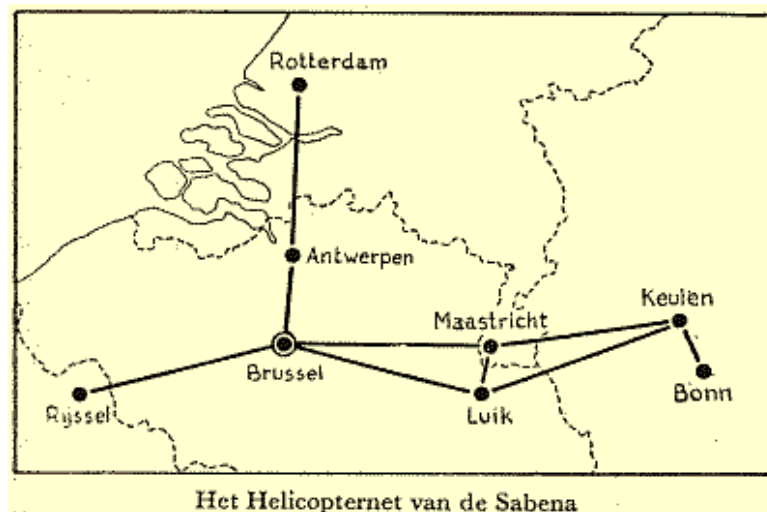 Rotterdam
Antwerpen
Keulen
Maastricht
Brussel
Bonn
Rijssel
Luik
Het Helicopternet van de Sabena